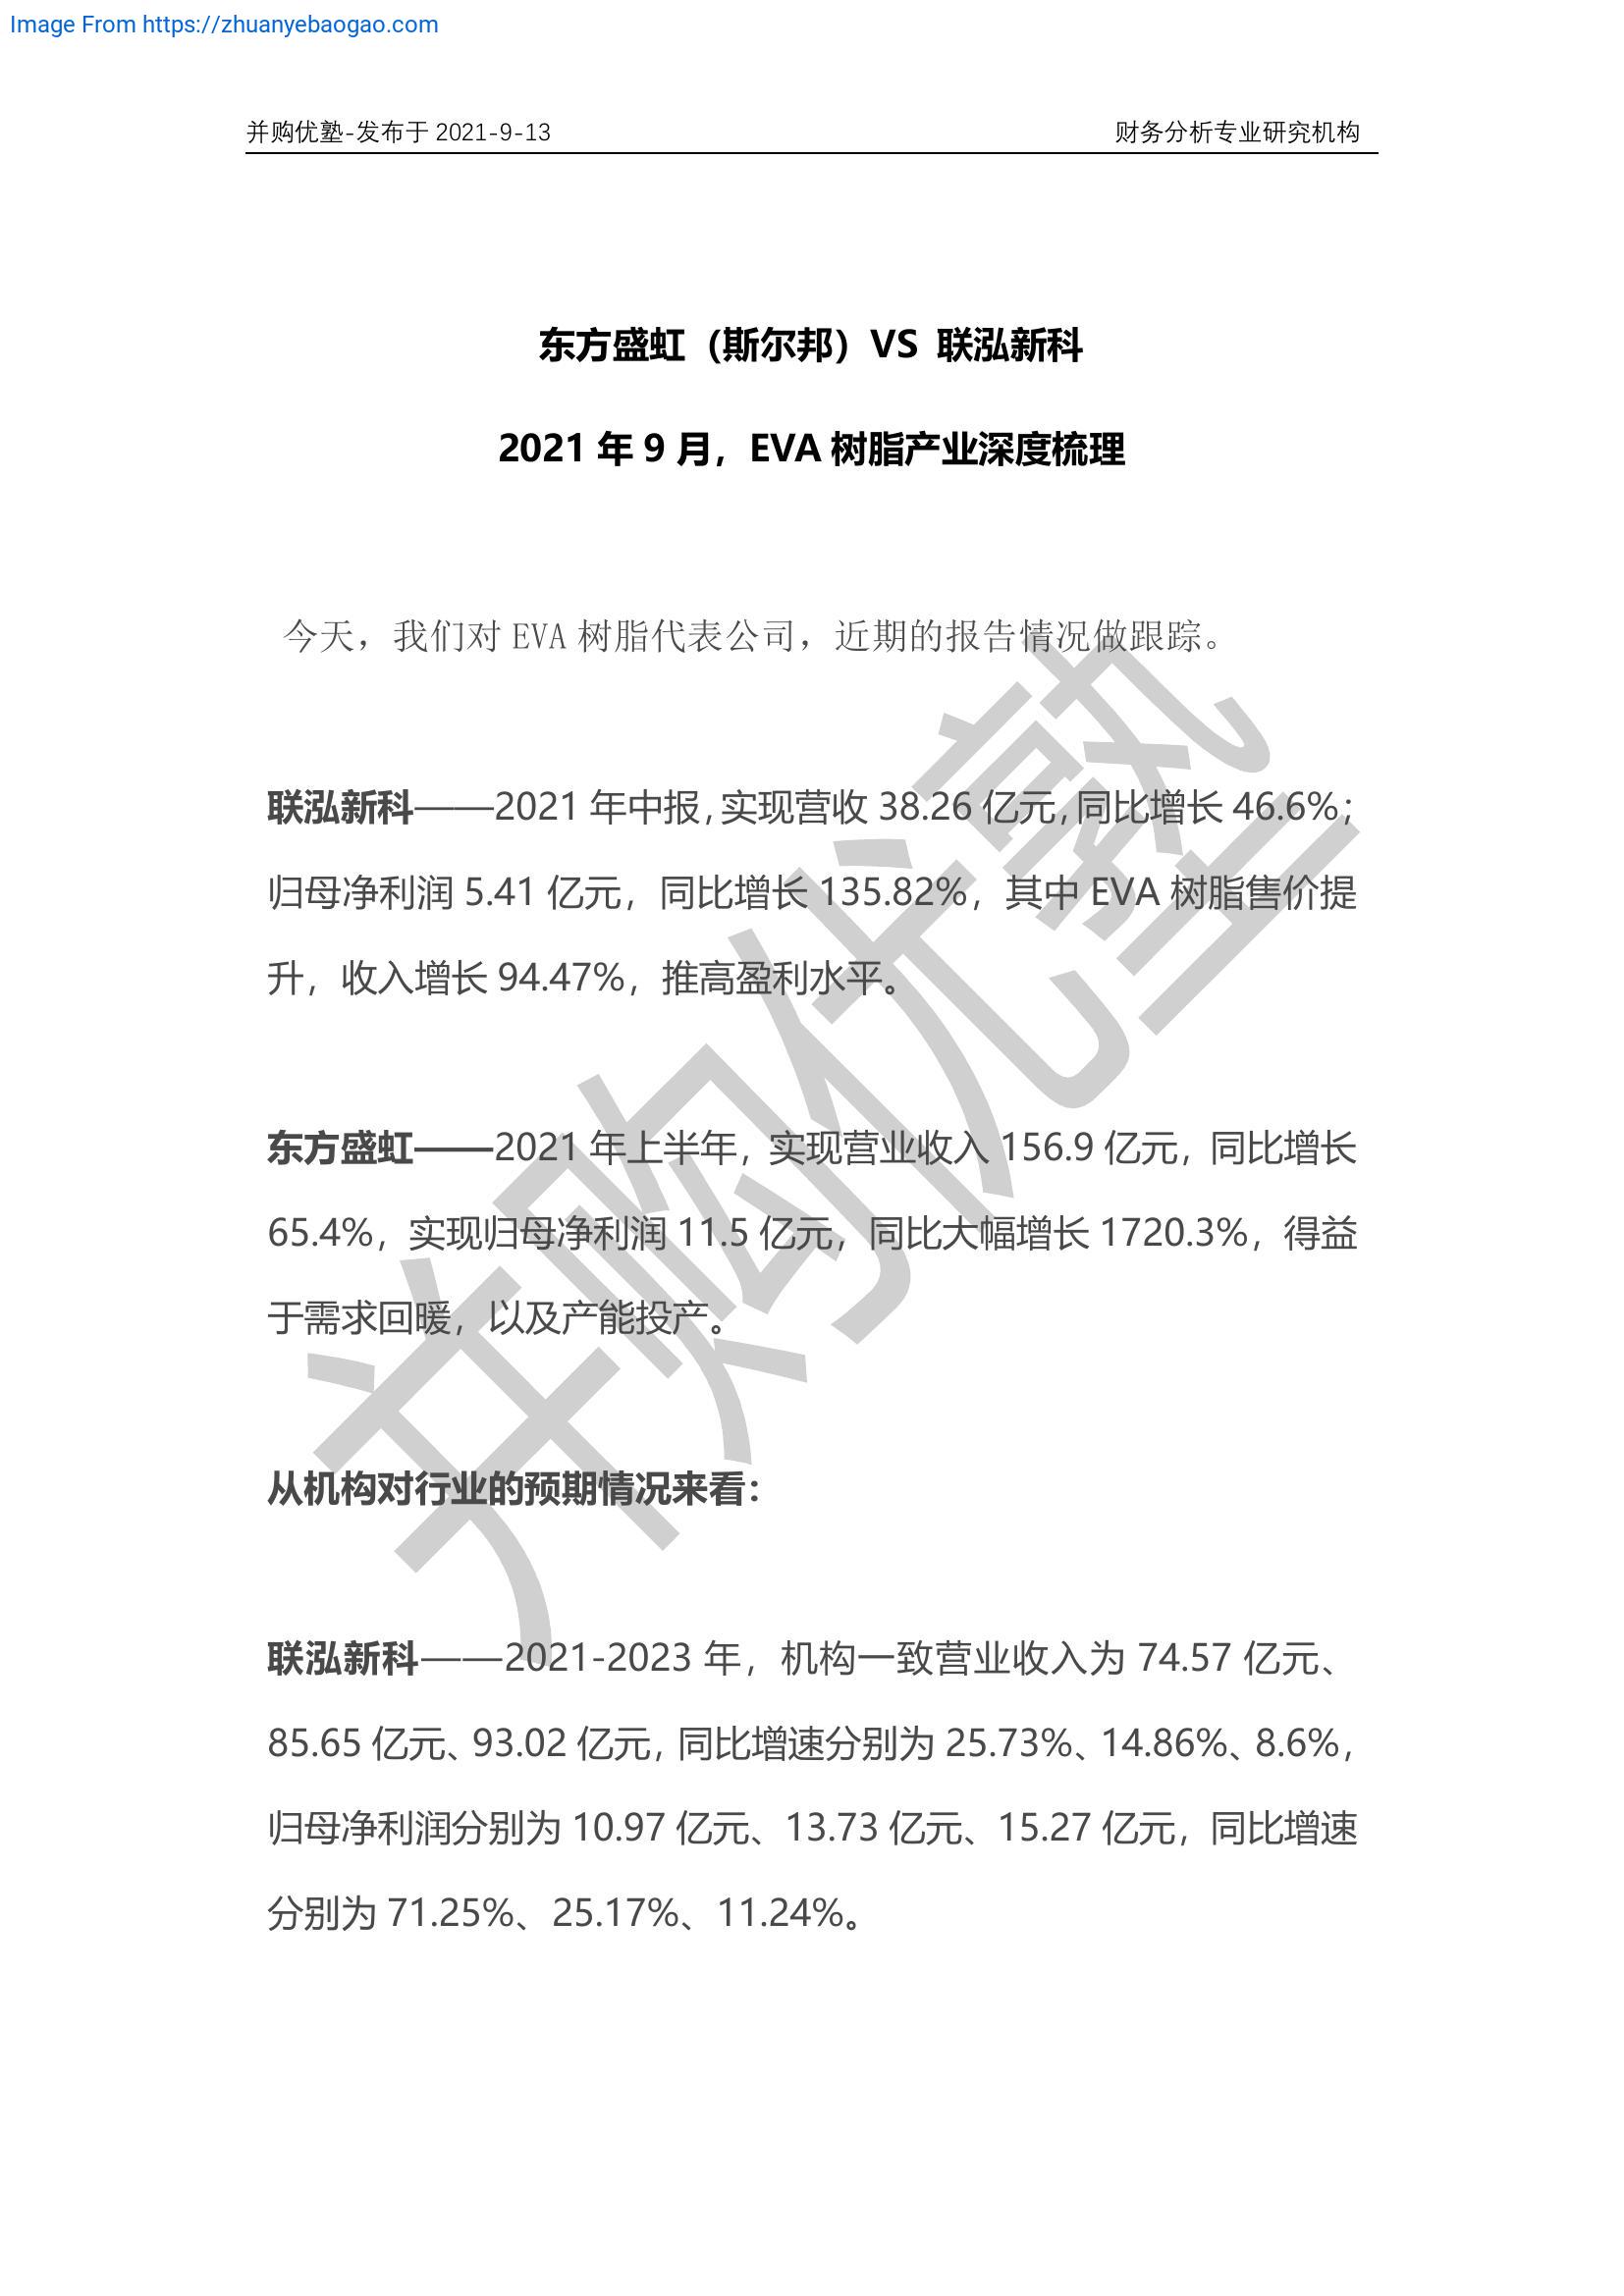 Image From https://zhuanyebaogao.com
并购优塾-发布于 2021-9-13 财务分析专业研究机构
东方盛虹（斯尔邦）VS 联泓新科
2021 年 9 月，EVA 树脂产业深度梳理
今天，我们对 EVA 树脂代表公司，近期的报告情况做跟踪。
联泓新科——2021 年中报，实现营收 38.26 亿元，同比增长 46.6%；
归母净利润 5.41 亿元，同比增长 135.82%，其中 EVA 树脂售价提
升，收入增长 94.47%，推高盈利水平。
东方盛虹——2021 年上半年，实现营业收入 156.9 亿元，同比增长
65.4%，实现归母净利润 11.5 亿元，同比大幅增长 1720.3%，得益
于需求回暖，以及产能投产。
从机构对行业的预期情况来看：
联泓新科——2021-2023 年，机构一致营业收入为 74.57 亿元、
85.65 亿元、93.02 亿元，同比增速分别为 25.73%、14.86%、8.6%，
归母净利润分别为 10.97 亿元、13.73 亿元、15.27 亿元，同比增速
分别为 71.25%、25.17%、11.24%。
并购优塾